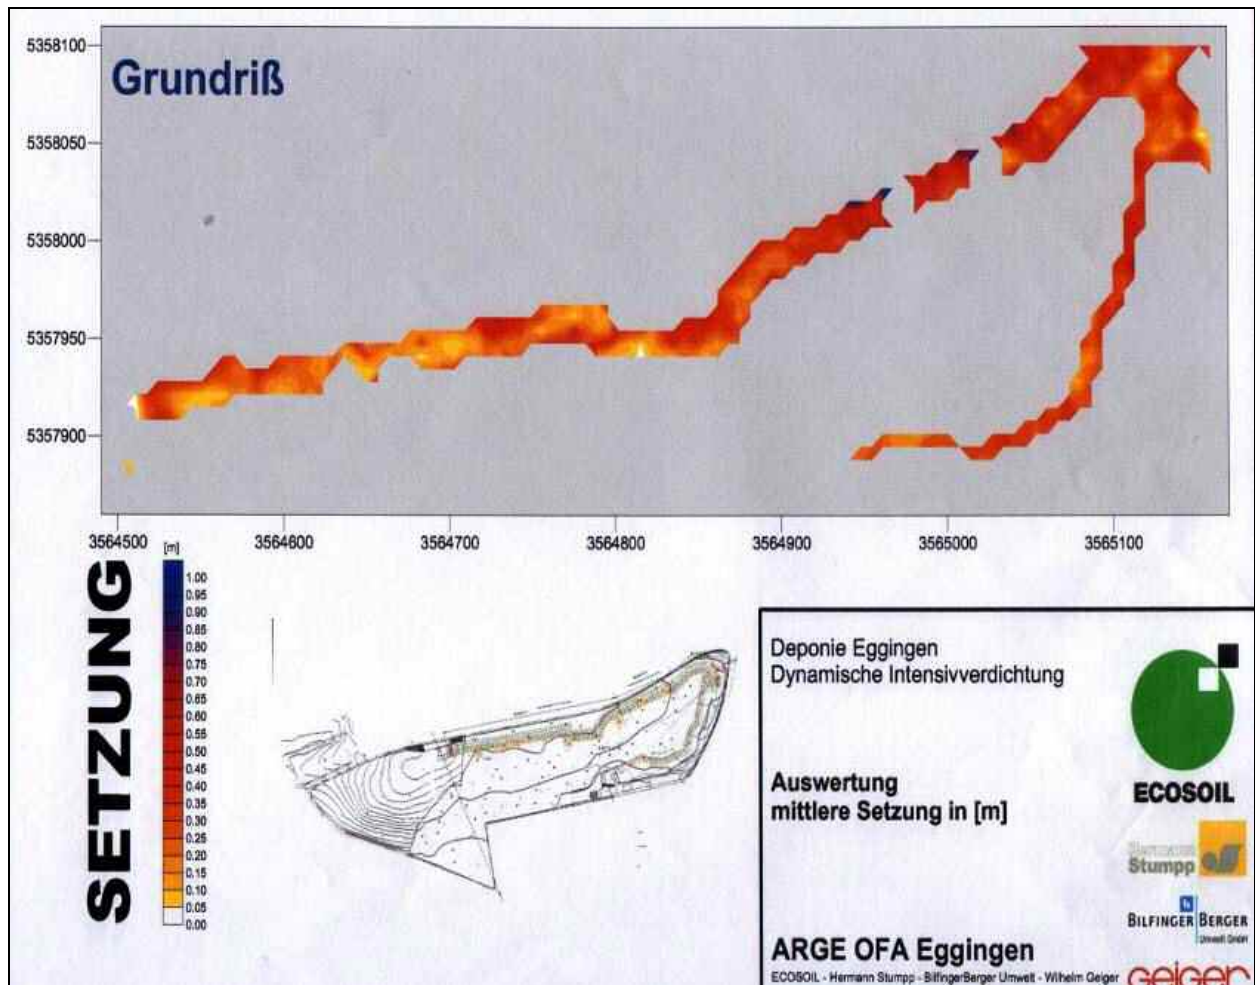 Grundriß
5358100
5358050
5358000
5357950
5357900
3564500
3564600
3564700
3564800
3564900
3565000
3565100
SETZUNG
[m]
1.00
0.95
0.90
0.85
0.80
0.75
0.70
0.65
0.60
0.55
0.50
0.45
0.40
0.35
0.30
0.25
0.20
0.15
0.10
0.05
0.00
Deponie Eggingen
Dynamische Intensivverdichtung
Auswertung
mittlere Setzung in [m]
ECOSOIL
Hermann
Stumpp
BILFINGER BERGER
Umwelt GmbH
ARGE OFA Eggingen
ECOSOIL - Hermann Stumpp - BilfingerBerger Umwelt - Wilhelm Geiger
GEIGER